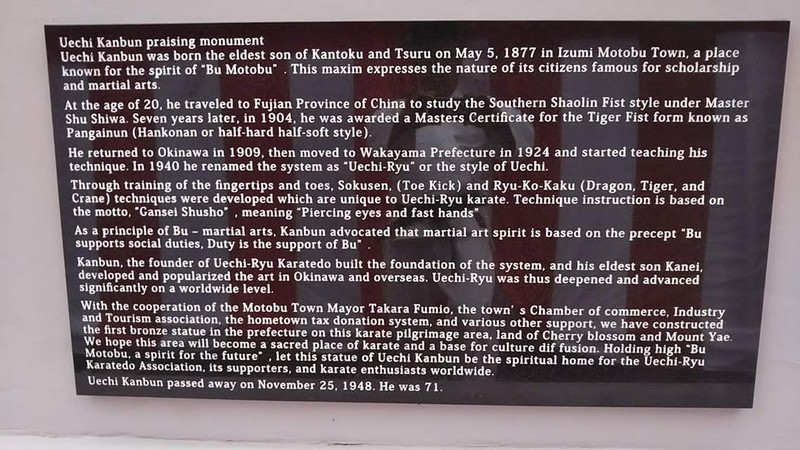 Uechi Kanbun praising monument
Uechi Kanbun was born the eldest son of Kantoku and Tsuru on May 5, 1877 in Izumi Motobu Town, a place
known for the spirit of "Bu Motobu" . This maxim expresses the nature of its citizens famous for scholarship
and martial arts.
At the age of 20, he traveled to Fujian Province of China to study the Southern Shaolin Fist style under Master
Shu Shiwa. Seven years later, in 1904, he was awarded a Masters Certificate for the Tiger Fist form known as
Pangainun (Hankonan or half-hard half-soft style).
He returned to Okinawa in 1909, then moved to Wakayama Prefecture in 1924 and started teaching his
technique. In 1940 he renamed the system as "Uechi-Ryu" or the style of Uechi.
Through training of the fingertips and toes, Sokusen, (Toe Kick) and Ryu-Ko-Kaku (Dragon, Tiger, and
Crane) techniques were developed which are unique to Uechi-Ryu karate. Technique instruction is based on
the motto, "Gansei Shusho" , meaning "Piercing eyes and fast hands" .
As a principle of Bu – martial arts, Kanbun advocated that martial art spirit is based on the precept "Bu
supports social duties, Duty is the support of Bu" .
Kanbun, the founder of Uechi-Ryu Karatedo built the foundation of the system, and his eldest son Kanei,
developed and popularized the art in Okinawa and overseas. Uechi-Ryu was thus deepened and advanced
significantly on a worldwide level.
With the cooperation of the Motobu Town Mayor Takara Fumio, the town' s Chamber of commerce, Industry
and Tourism association, the hometown tax donation system, and various other support, we have constructed
the first bronze statue in the prefecture on this karate pilgrimage area, land of Cherry blossom and Mount Yae.
We hope this area will become a sacred place of karate and a base for culture dif fusion. Holding high "Bu
Motobu, a spirit for the future" , let this statue of Uechi Kanbun be the spiritual home for the Uechi-Ryu
Karatedo Association, its supporters, and karate enthusiasts worldwide.
Uechi Kanbun passed away on November 25, 1948. He was 71.